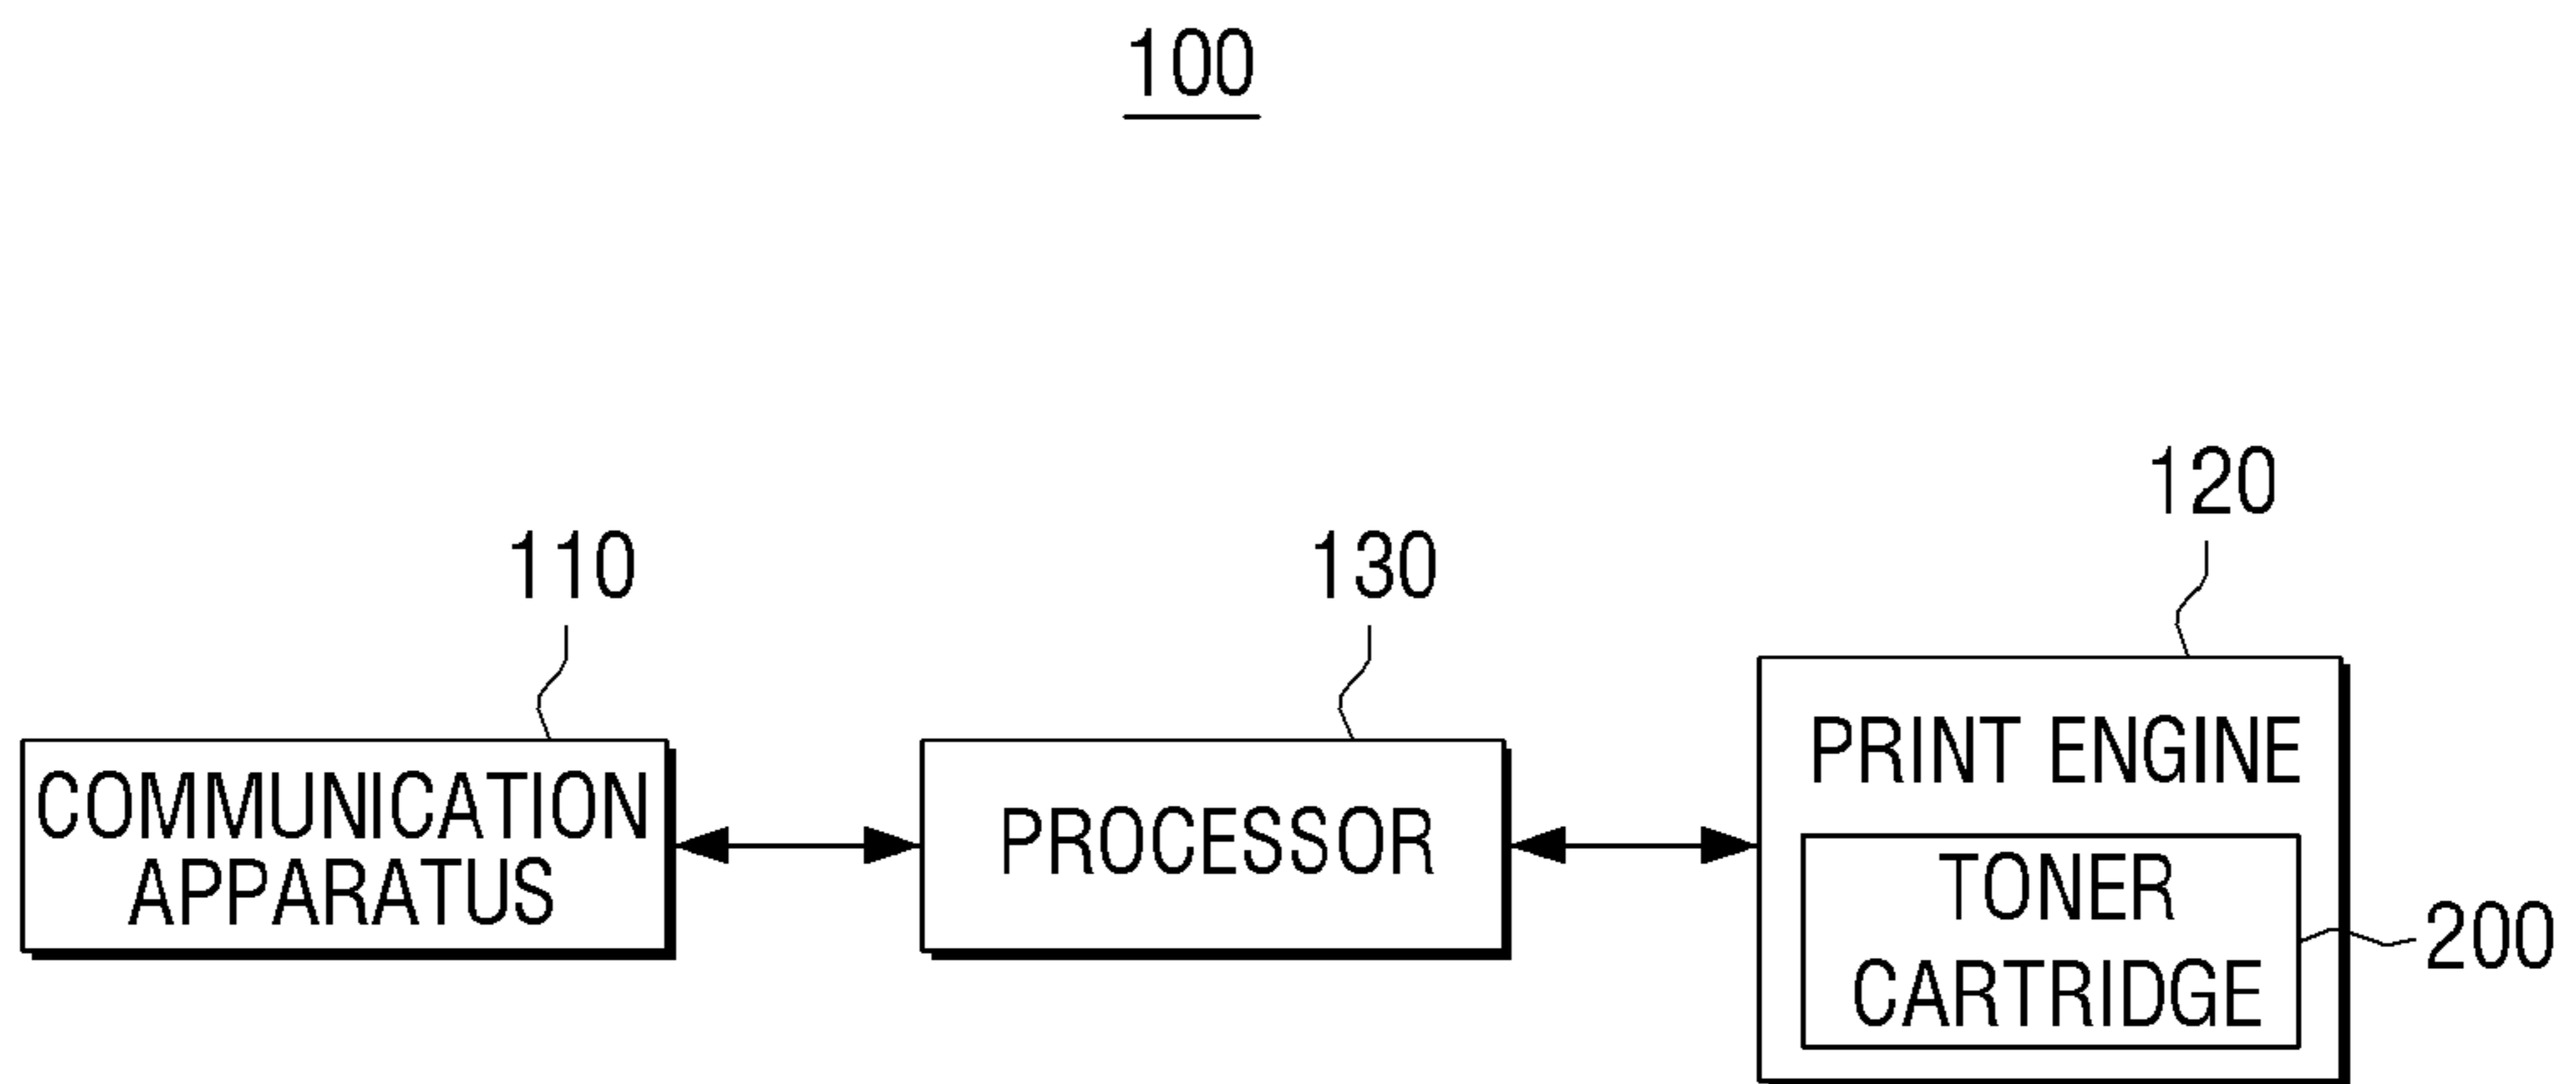 100
110
130
120
COMMUNICATION
APPARATUS
PROCESSOR
PRINT ENGINE
TONER
CARTRIDGE
200